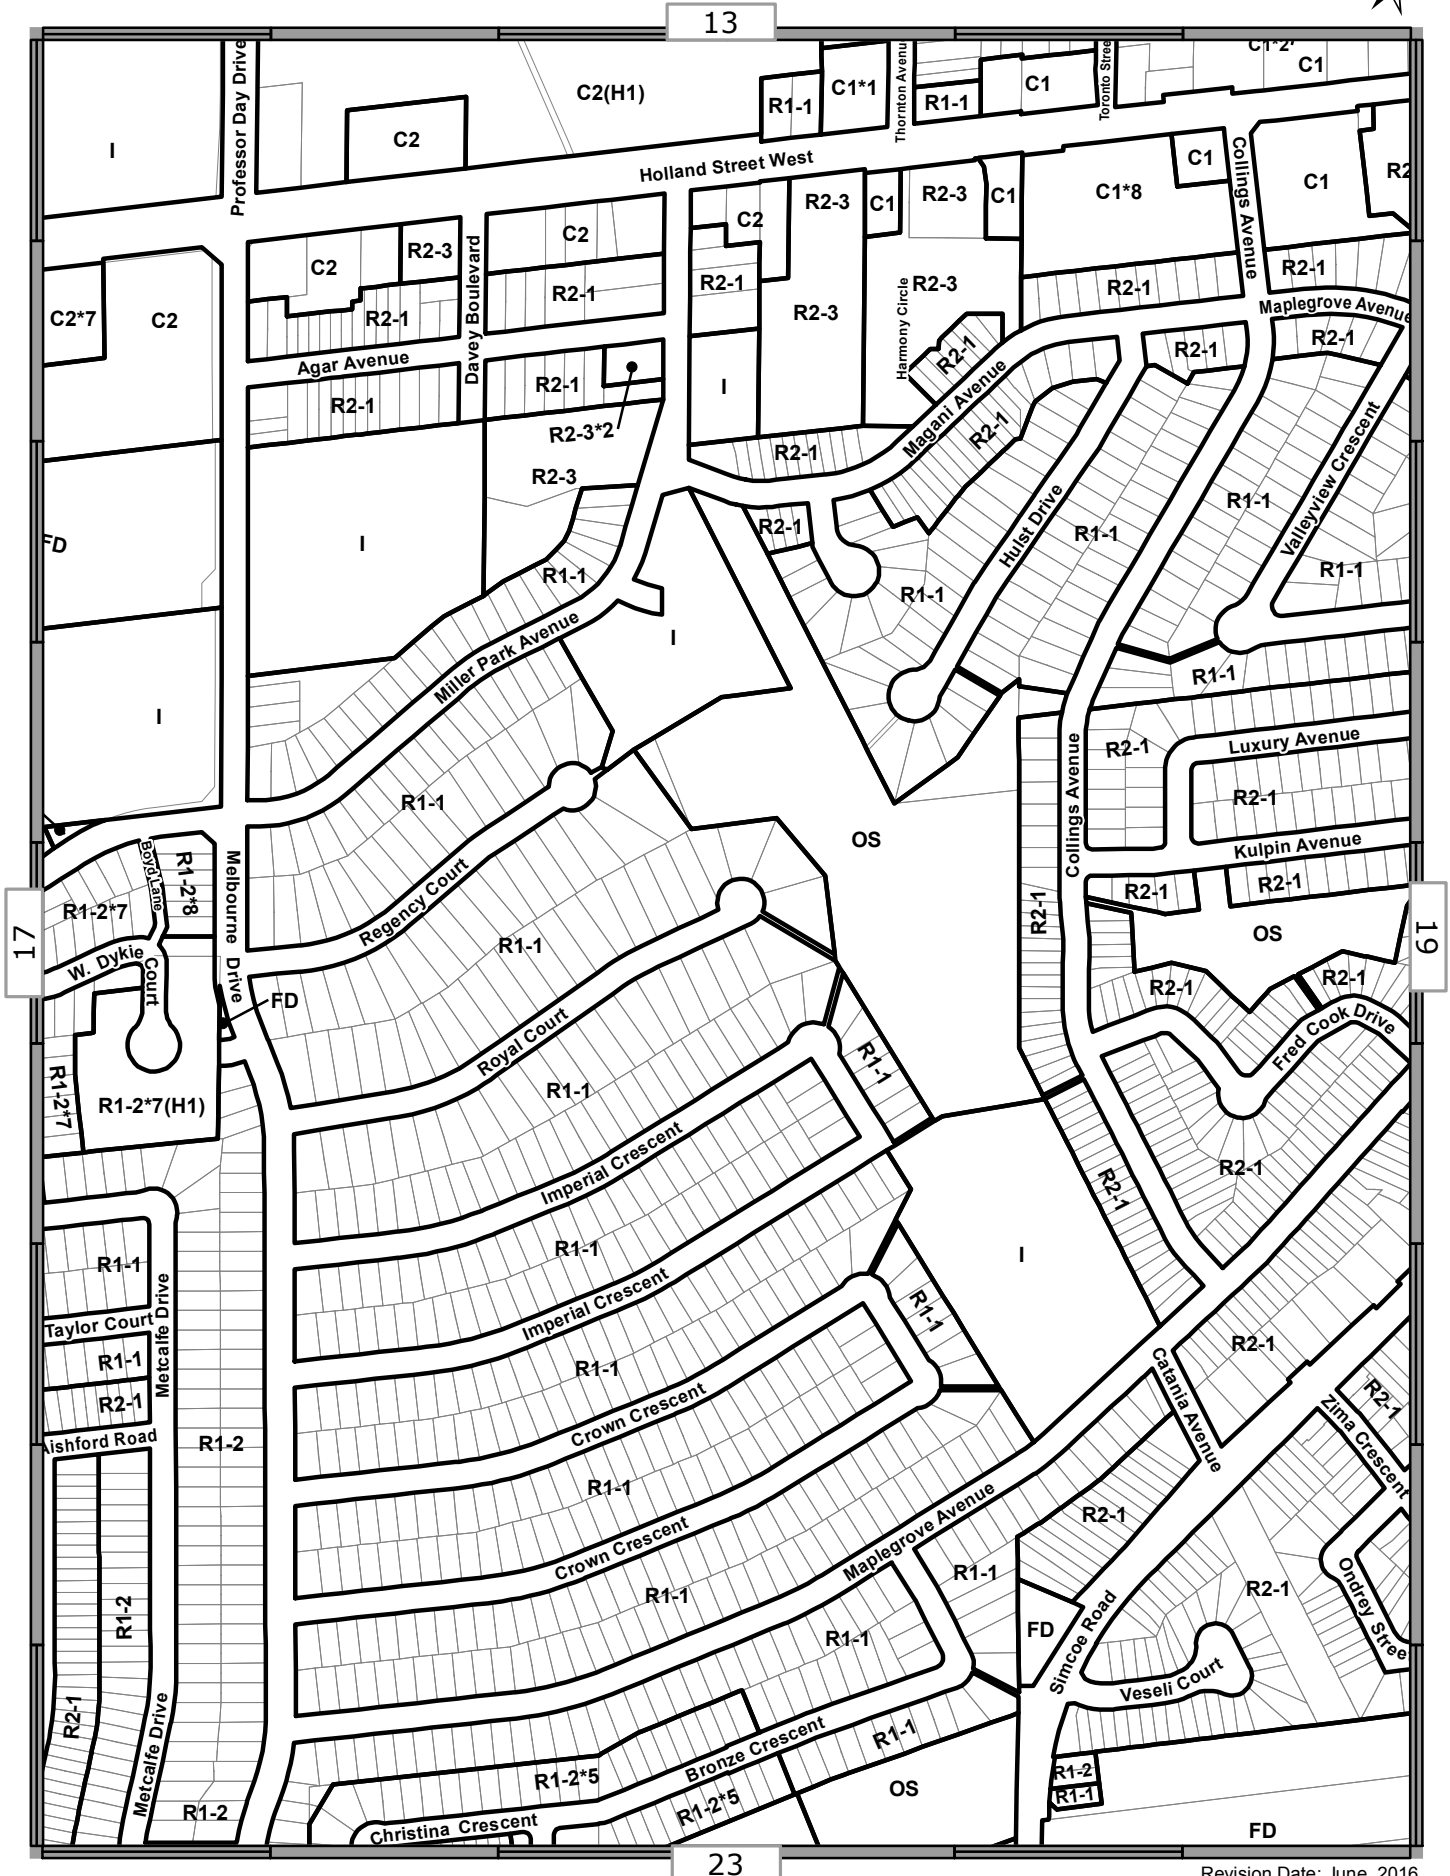 13
C1*2
C1
Professor Day Drive
C2(H1)
C1*1
Thornton Avenue
C1
Toronto Street
R1-1
R1-1
I
C2
Holland Street West
C1
Collings Avenue
C1
R2
R2-3
C1
R2-3
C1
C1*8
C2
C2
R2-3
C2
Davey Boulevard
R2-1
R2-1
R2-1
R2-1
Harmony Circle
R2-3
Maplegrove Avenue
C2*7
C2
R2-1
R2-3
R2-1
R2-1
R2-1
Agar Avenue
R2-1
R2-1
I
Magani Avenue
R2-1
R2-3*2
R2-1
R2-1
Valleyview Crescent
R2-3
R1-1
Hulst Drive
R2-1
R1-1
FD
I
R1-1
R1-1
R1-1
Miller Park Avenue
I
R1-1
I
R2-1
Luxury Avenue
R1-1
Collings Avenue
R2-1
OS
Kulpin Avenue
Boyd Lane
R1-2*8
Melbourne Drive
R2-1
R2-1
Regency Court
R1-2*7
R2-1
17
R1-1
OS
19
W. Dykie
Court
R2-1
R2-1
FD
Fred Cook Drive
Royal Court
R1-1
R1-1
R1-2*7
R1-2*7(H1)
Imperial Crescent
R2-1
R2-1
R1-1
R1-1
I
Metcalfe Drive
Imperial Crescent
R1-1
Taylor Court
R2-1
R1-1
R1-1
Catania Avenue
R2-1
R2-1
Crown Crescent
Zima Crescent
Aishford Road
R1-2
R1-1
R2-1
Maplegrove Avenue
Crown Crescent
R1-1
R1-1
R2-1
Ondrey Stree
R1-2
FD
R1-1
Simcoe Road
Veseli Court
R2-1
Metcalfe Drive
R1-1
Bronze Crescent
R1-2*5
R1-2
R1-1
OS
R1-2*5
R1-2
Christina Crescent
FD
23
Revision Date: June, 2016